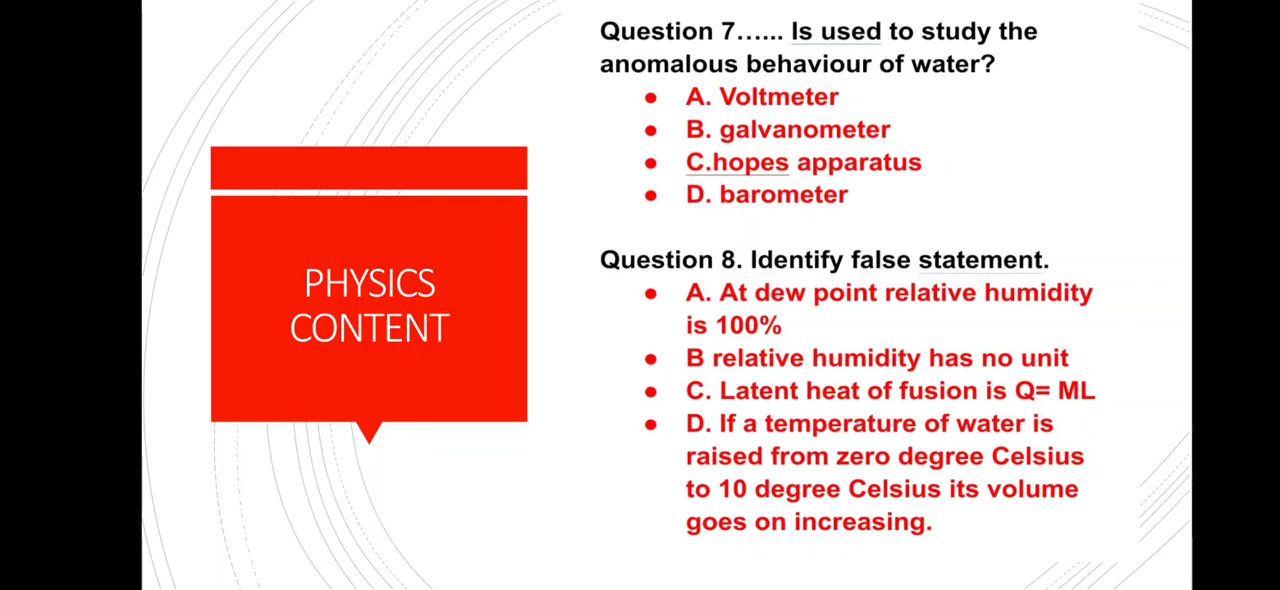 PHYSICS
CONTENT
Question 7…... Is used to study the
anomalous behaviour of water?
● A. Voltmeter
● B. galvanometer
● C.hopes apparatus
● D. barometer
Question 8. Identify false statement.
● A. At dew point relative humidity
is 100%
● B relative humidity has no unit
● C. Latent heat of fusion is Q= ML
● D. If a temperature of water is
raised from zero degree Celsius
to 10 degree Celsius its volume
goes on increasing.